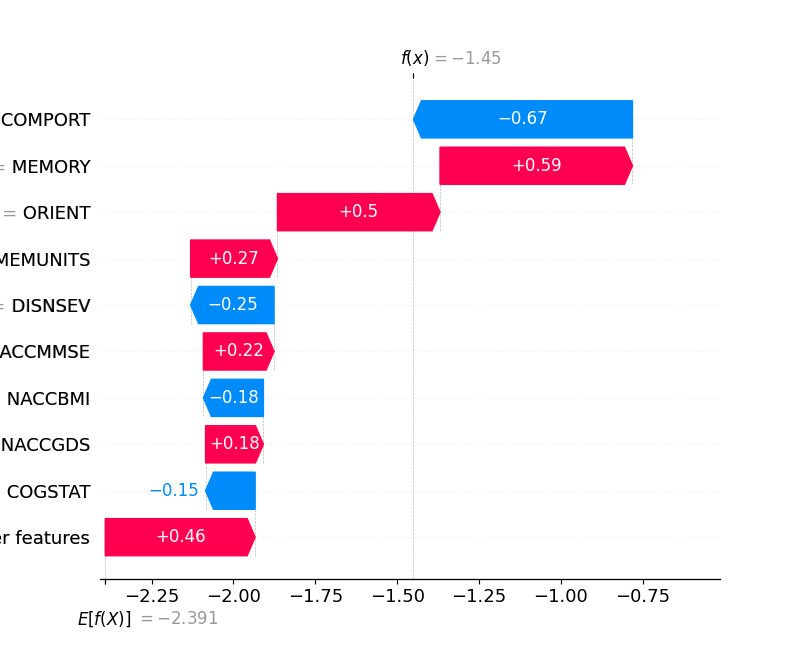 f(x) = −1.45
COMPORT −0.67
= MEMORY +0.59
= ORIENT +0.5
MEMUNITS +0.27
= DISNSEV −0.25
ACCMMSE +0.22
NACCBMI −0.18
NACCGDS +0.18
COGSTAT −0.15
er features +0.46
−2.25 −2.00 −1.75 −1.50 −1.25 −1.00 −0.75
E[f(X)] = −2.391